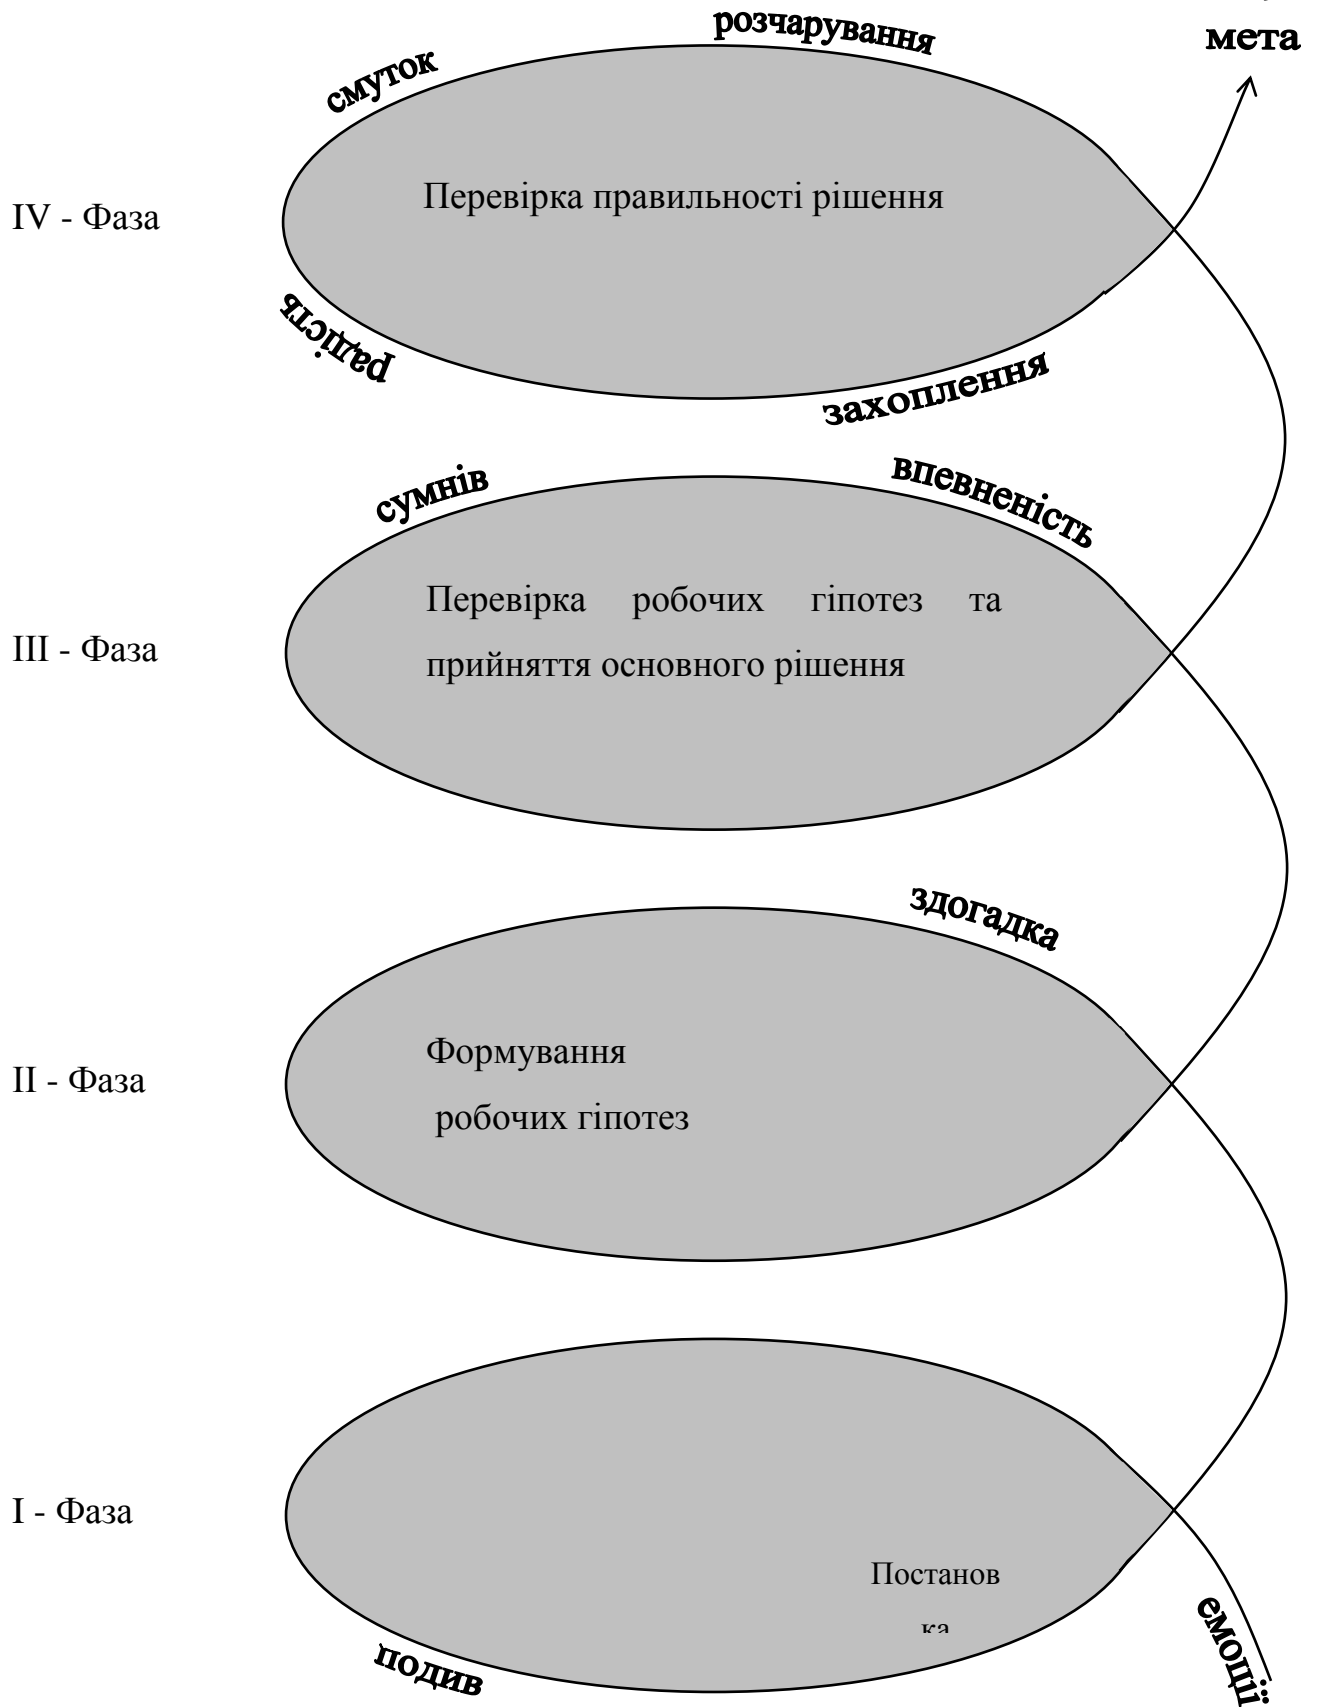 розчарування
мета
смуток
IV - Фаза
Перевірка правильності рішення
радість
захоплення
сумнів
впевненість
III - Фаза
Перевірка робочих гіпотез та
прийняття основного рішення
здогадка
II - Фаза
Формування
робочих гіпотез
I - Фаза
Постанов
ка
подив
емоції